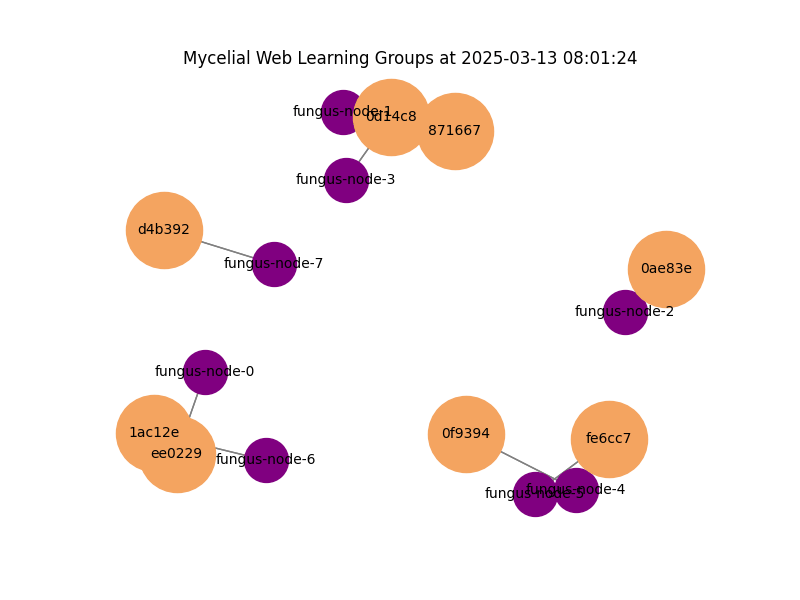 Mycelial Web Learning Groups at 2025-03-13 08:01:24
fungus-node-1
0d14c8
871667
fungus-node-3
d4b392
fungus-node-7
0ae83e
fungus-node-2
fungus-node-0
1ac12e
ee0229
fungus-node-6
0f9394
fe6cc7
fungus-node-5
fungus-node-4